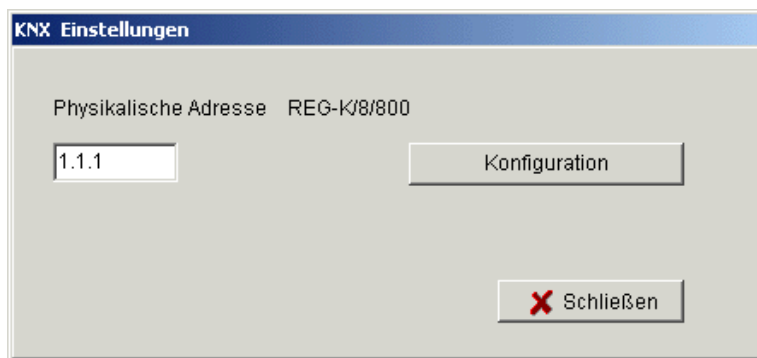 KNX Einstellungen
Physikalische Adresse REG-K/8/800
1.1.1
Konfiguration
Schließen